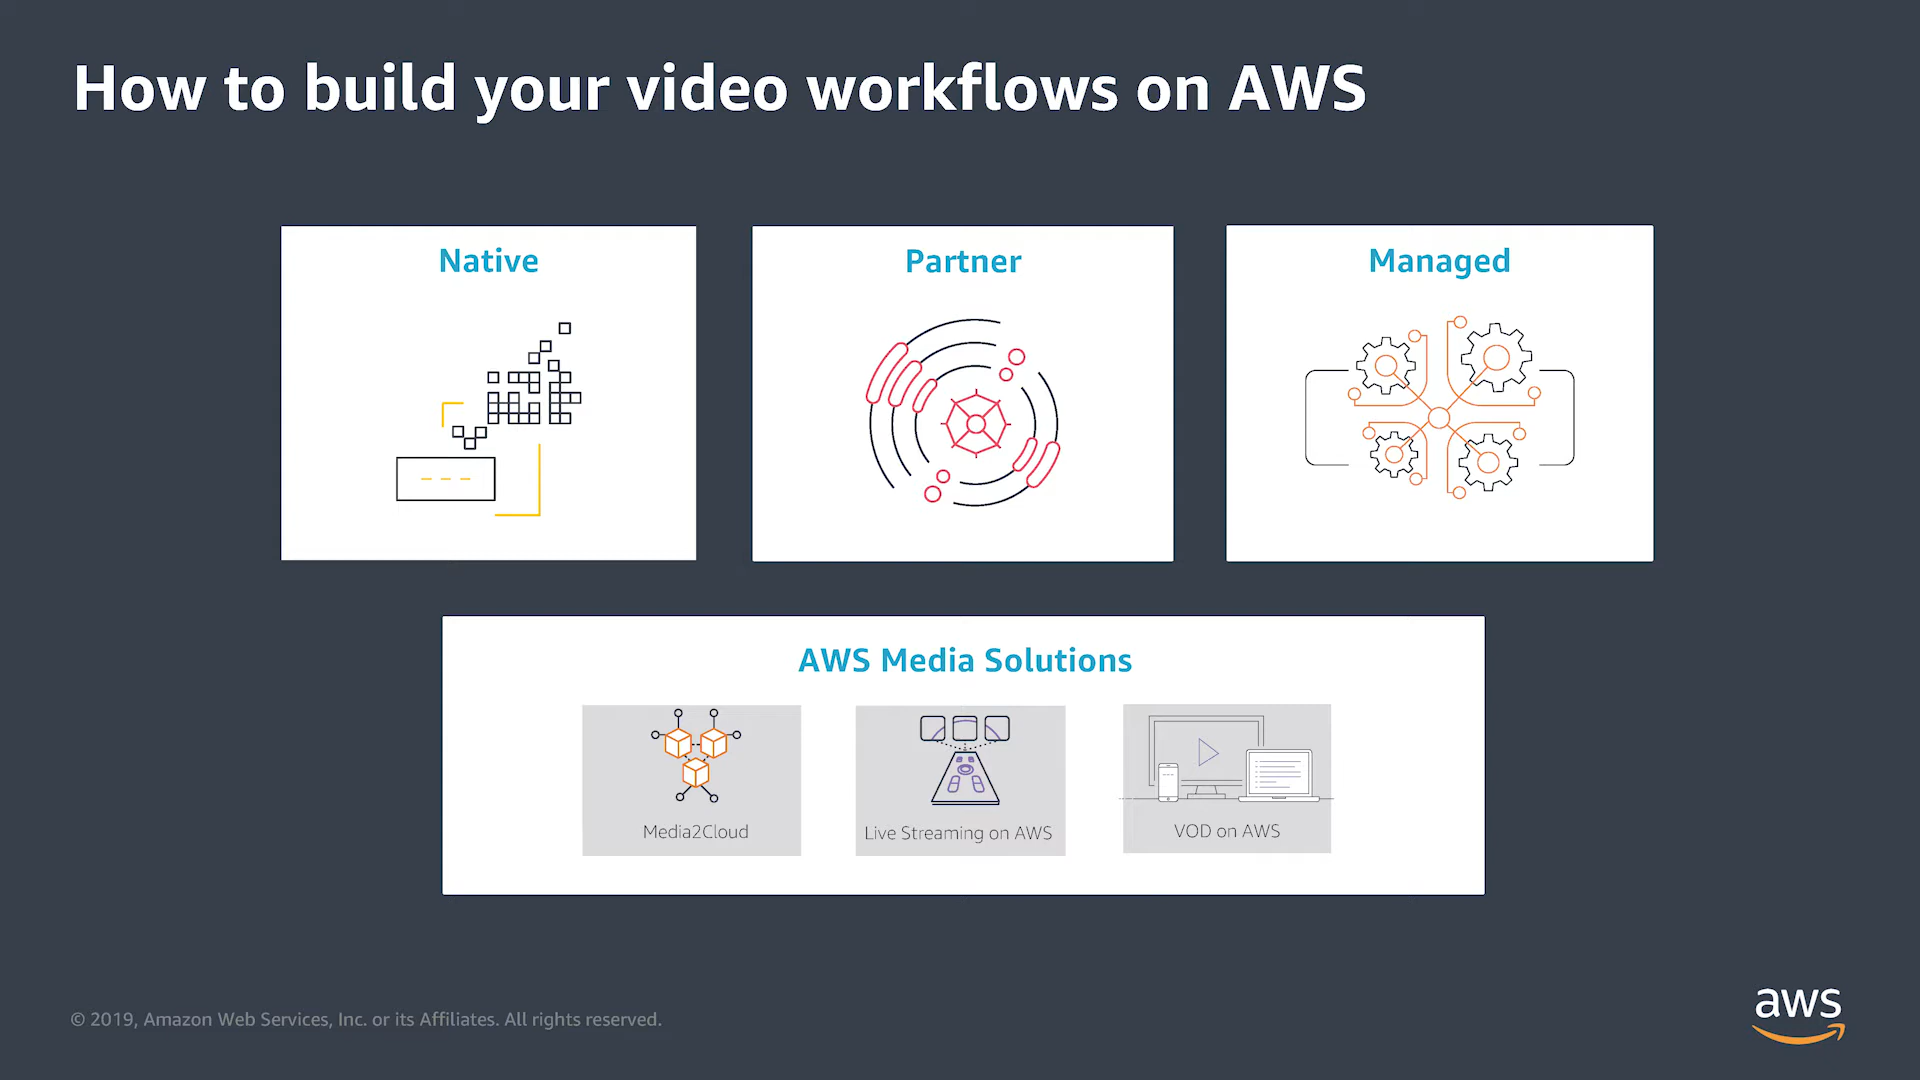 How to build your video workflows on AWS
Native
Partner
Managed
AWS Media Solutions
Media2Cloud
Live Streaming on AWS
VOD on AWS
© 2019, Amazon Web Services, Inc. or its Affiliates. All rights reserved.
aws